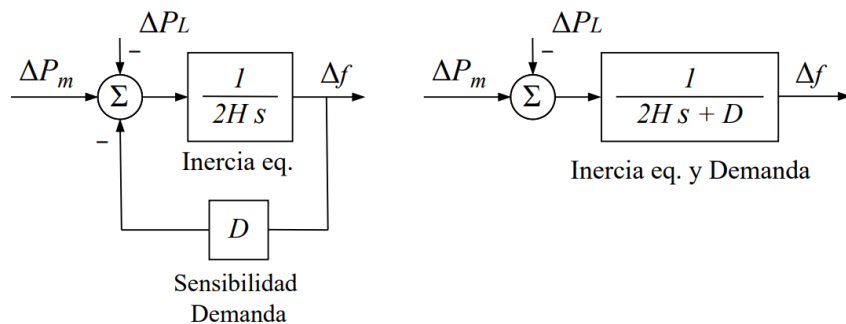 ΔPL
−
ΔPm
Σ
1
2H s
Δf
−
Inercia eq.
D
Sensibilidad
Demanda
ΔPL
−
ΔPm
Σ
1
2H s + D
Δf
Inercia eq. y Demanda